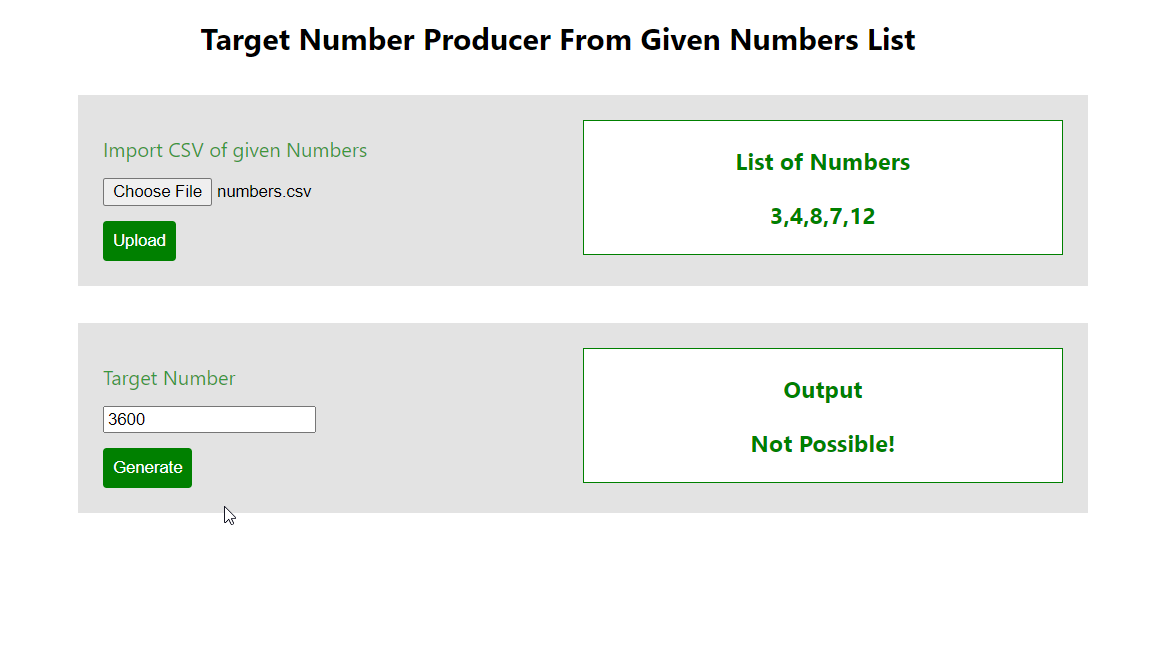 Target Number Producer From Given Numbers List
Import CSV of given Numbers
Choose File numbers.csv
Upload
List of Numbers
3,4,8,7,12
Target Number
3600
Generate
Output
Not Possible!